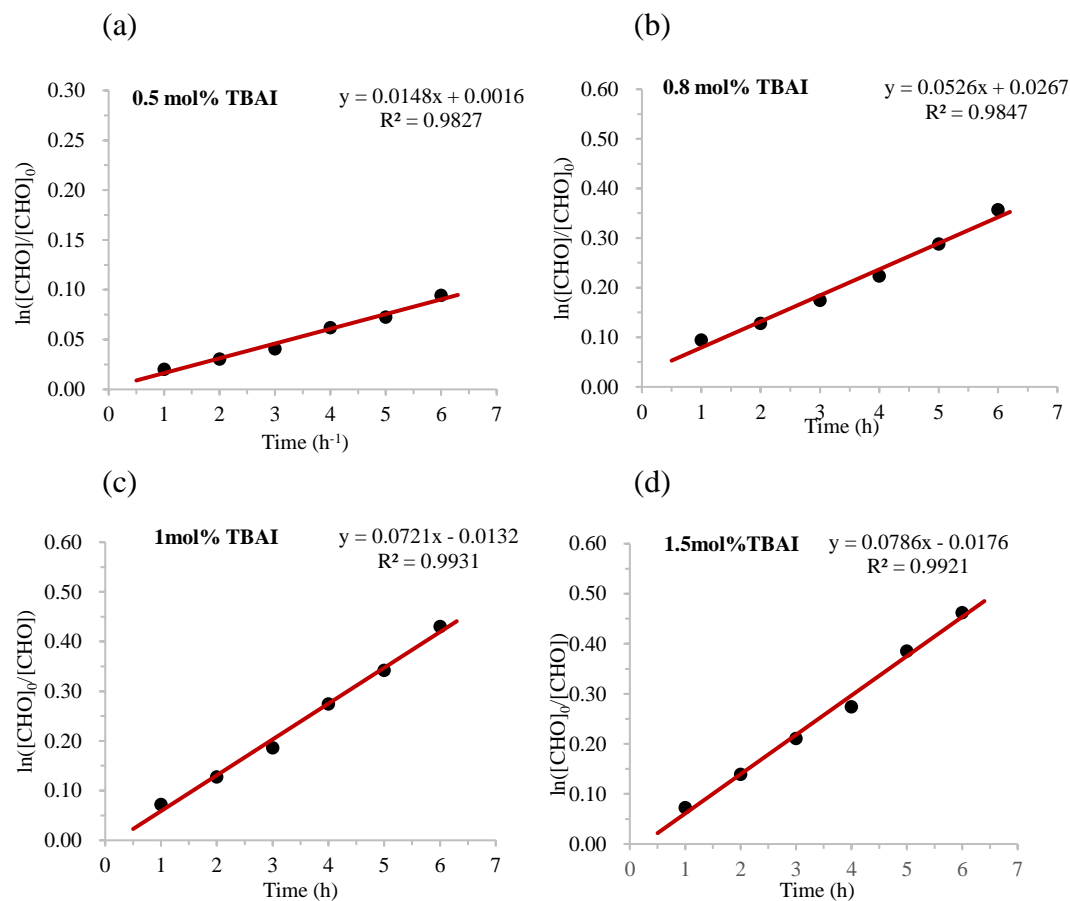 (a)
0.5 mol% TBAI
y = 0.0148x + 0.0016
R² = 0.9827
ln([CHO]/[CHO]₀)
0.30
0.25
0.20
0.15
0.10
0.05
0.00
0 1 2 3 4 5 6 7
Time (h⁻¹)
(b)
0.8 mol% TBAI
y = 0.0526x + 0.0267
R² = 0.9847
ln([CHO]/[CHO]₀)
0.60
0.50
0.40
0.30
0.20
0.10
0.00
0 1 2 3 4 5 6 7
Time (h)
(c)
1mol% TBAI
y = 0.0721x - 0.0132
R² = 0.9931
ln([CHO]₀/[CHO])
0.60
0.50
0.40
0.30
0.20
0.10
0.00
0 1 2 3 4 5 6 7
Time (h)
(d)
1.5mol%TBAI
y = 0.0786x - 0.0176
R² = 0.9921
ln([CHO]₀/[CHO])
0.60
0.50
0.40
0.30
0.20
0.10
0.00
0 1 2 3 4 5 6 7
Time (h)